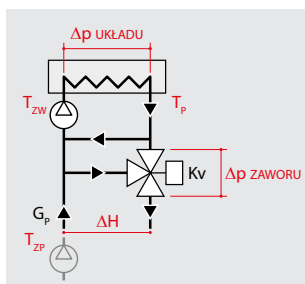 Δp UKŁADU
T_ZW
T_P
Kv
Δp ZAWORU
G_P
ΔH
T_ZP